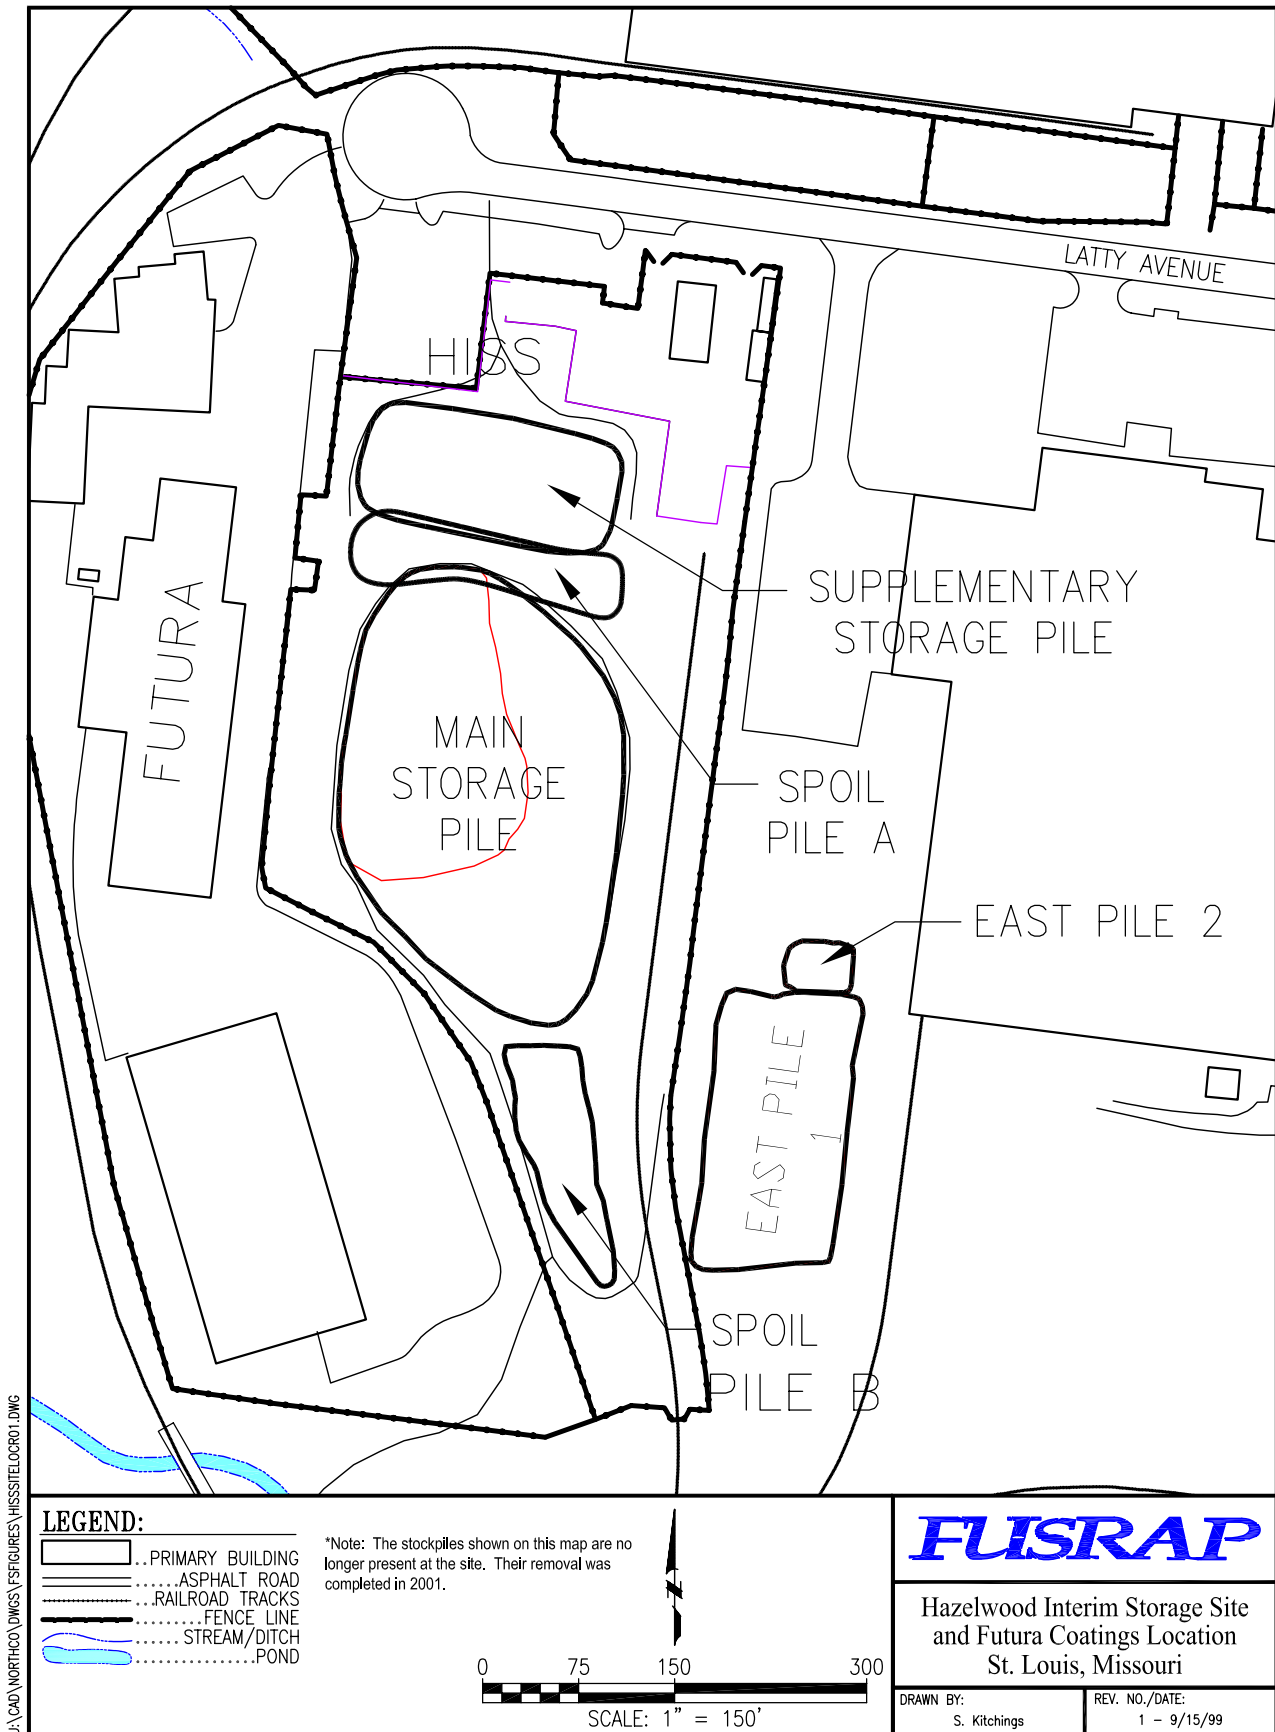 LATTY AVENUE
HISS
SUPPLEMENTARY
STORAGE PILE
FUTURA
MAIN
STORAGE
PILE
SPOIL
PILE A
EAST PILE 2
EAST PILE
1
SPOIL
PILE B
U:\CAD\NORTHCO\DWGS\FSFIGURES\HISSSITELOCR01.DWG
LEGEND:
..PRIMARY BUILDING
......ASPHALT ROAD
...RAILROAD TRACKS
........FENCE LINE
...... STREAM/DITCH
...............POND
*Note: The stockpiles shown on this map are no
longer present at the site. Their removal was
completed in 2001.
N
0 75 150 300
SCALE: 1" = 150'
FUSRAP
Hazelwood Interim Storage Site
and Futura Coatings Location
St. Louis, Missouri
DRAWN BY:
S. Kitchings
REV. NO./DATE:
1 - 9/15/99